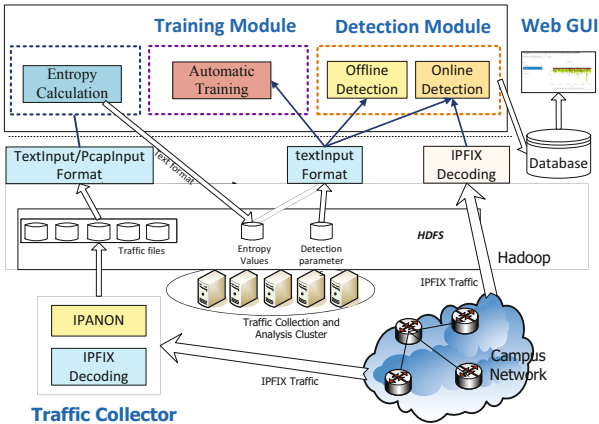 Training Module
Detection Module
Web GUI
Entropy
Calculation
Automatic
Training
Offline
Detection
Online
Detection
TextInput/PcapInput
Format
Text format
textInput
Format
IPFIX
Decoding
Database
Traffic files
Entropy
Values
Detection
parameter
HDFS
Hadoop
IPFIX Traffic
Traffic Collection and
Analysis Cluster
IPANON
IPFIX
Decoding
IPFIX Traffic
Campus
Network
Traffic Collector